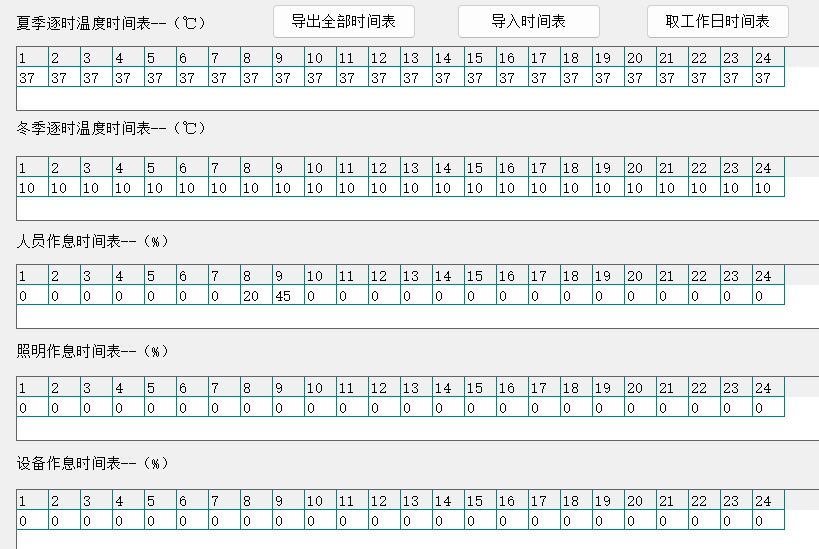 夏季逐时温度时间表--（℃） 导出全部时间表 导入时间表 取工作日时间表
1 2 3 4 5 6 7 8 9 10 11 12 13 14 15 16 17 18 19 20 21 22 23 24
37 37 37 37 37 37 37 37 37 37 37 37 37 37 37 37 37 37 37 37 37 37 37 37
冬季逐时温度时间表--（℃）
1 2 3 4 5 6 7 8 9 10 11 12 13 14 15 16 17 18 19 20 21 22 23 24
10 10 10 10 10 10 10 10 10 10 10 10 10 10 10 10 10 10 10 10 10 10 10 10
人员作息时间表--（%）
1 2 3 4 5 6 7 8 9 10 11 12 13 14 15 16 17 18 19 20 21 22 23 24
0 0 0 0 0 0 0 20 45 0 0 0 0 0 0 0 0 0 0 0 0 0 0 0
照明作息时间表--（%）
1 2 3 4 5 6 7 8 9 10 11 12 13 14 15 16 17 18 19 20 21 22 23 24
0 0 0 0 0 0 0 0 0 0 0 0 0 0 0 0 0 0 0 0 0 0 0 0
设备作息时间表--（%）
1 2 3 4 5 6 7 8 9 10 11 12 13 14 15 16 17 18 19 20 21 22 23 24
0 0 0 0 0 0 0 0 0 0 0 0 0 0 0 0 0 0 0 0 0 0 0 0